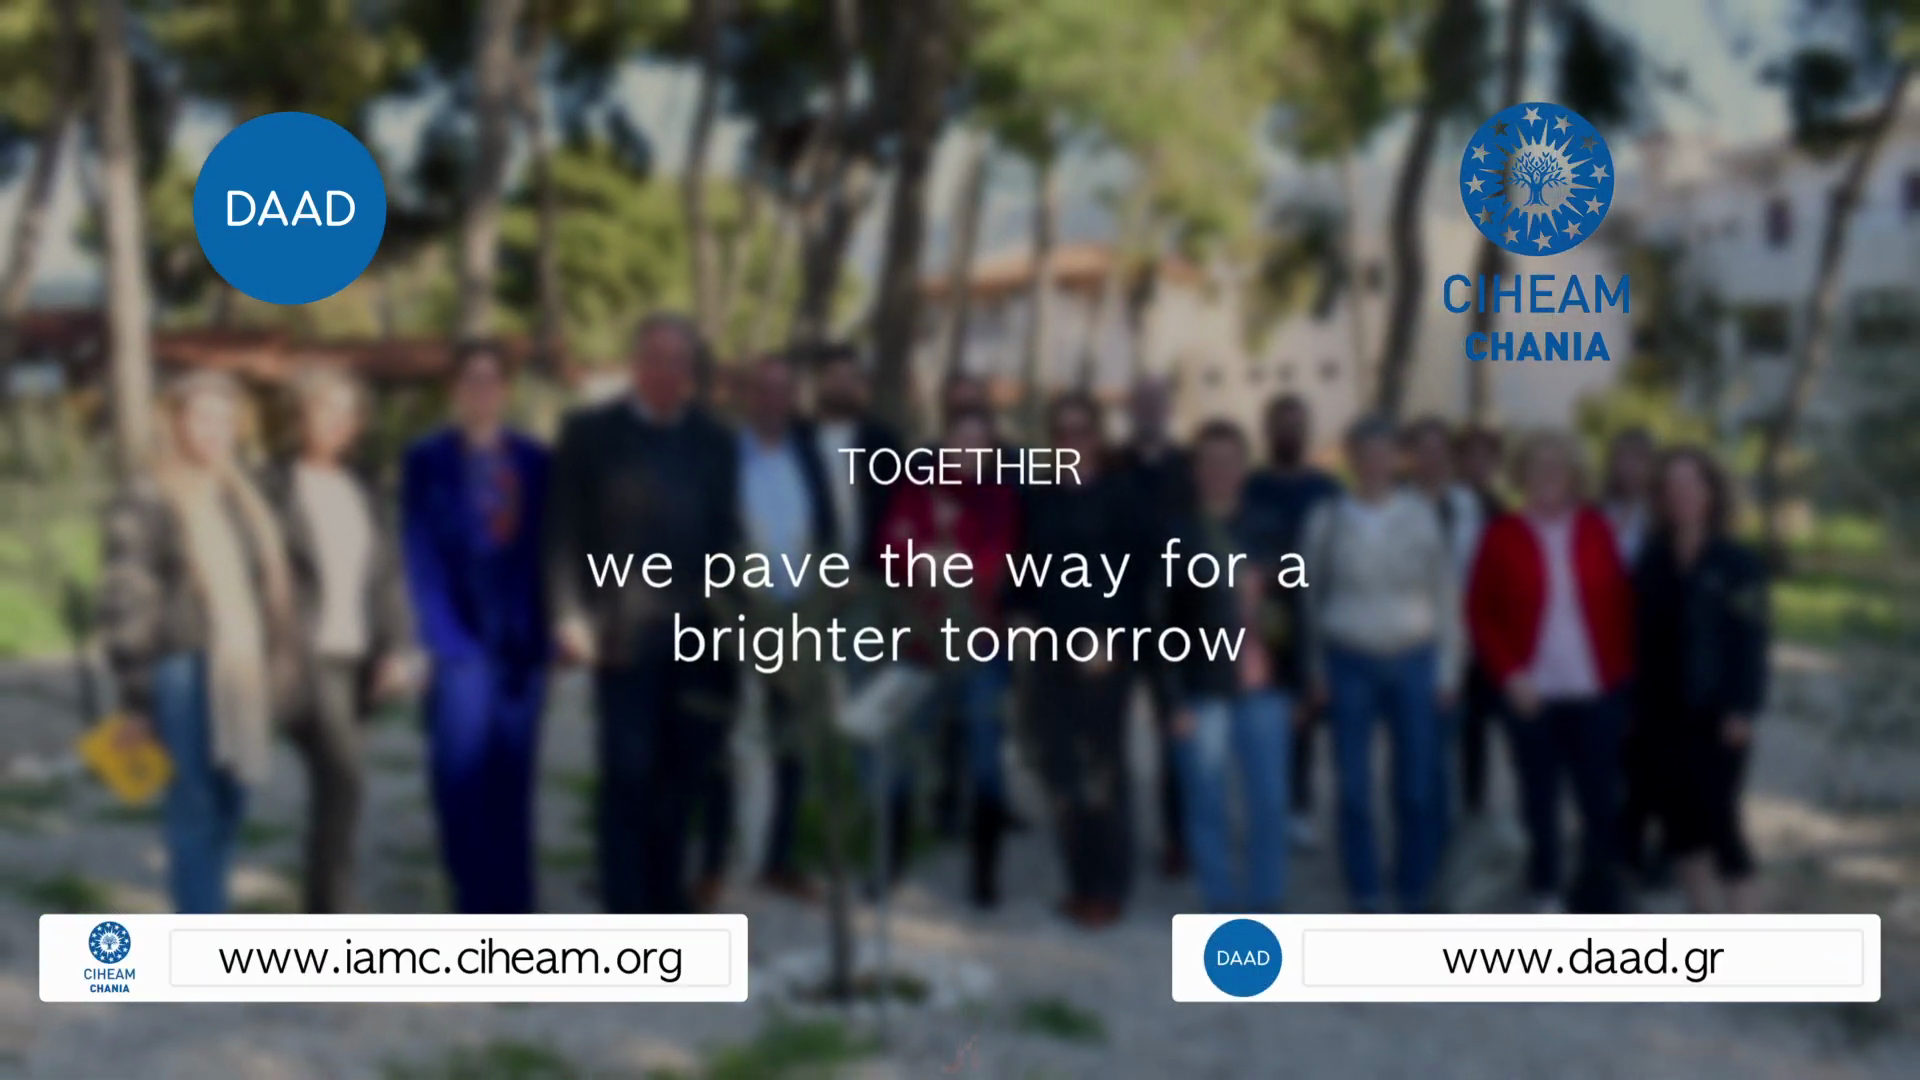 DAAD
CIHEAM
CHANIA
TOGETHER
we pave the way for a
brighter tomorrow
CIHEAM
CHANIA
www.iamc.ciheam.org
DAAD
www.daad.gr